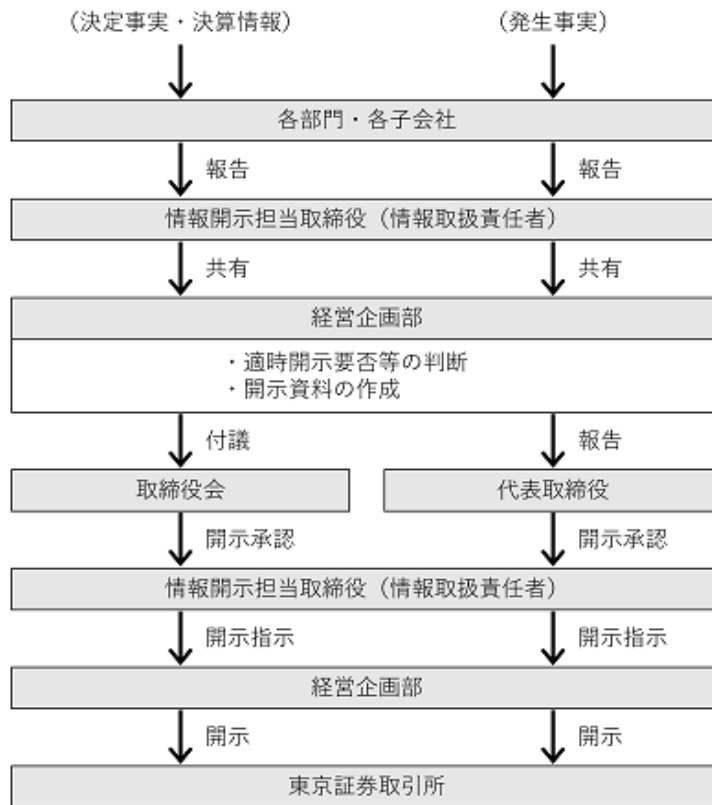 （決定事実・決算情報） （発生事実）
各部門・各子会社
報告 報告
情報開示担当取締役（情報取扱責任者）
共有 共有
経営企画部
・適時開示要否等の判断
・開示資料の作成
付議 報告
取締役会 代表取締役
開示承認 開示承認
情報開示担当取締役（情報取扱責任者）
開示指示 開示指示
経営企画部
開示 開示
東京証券取引所